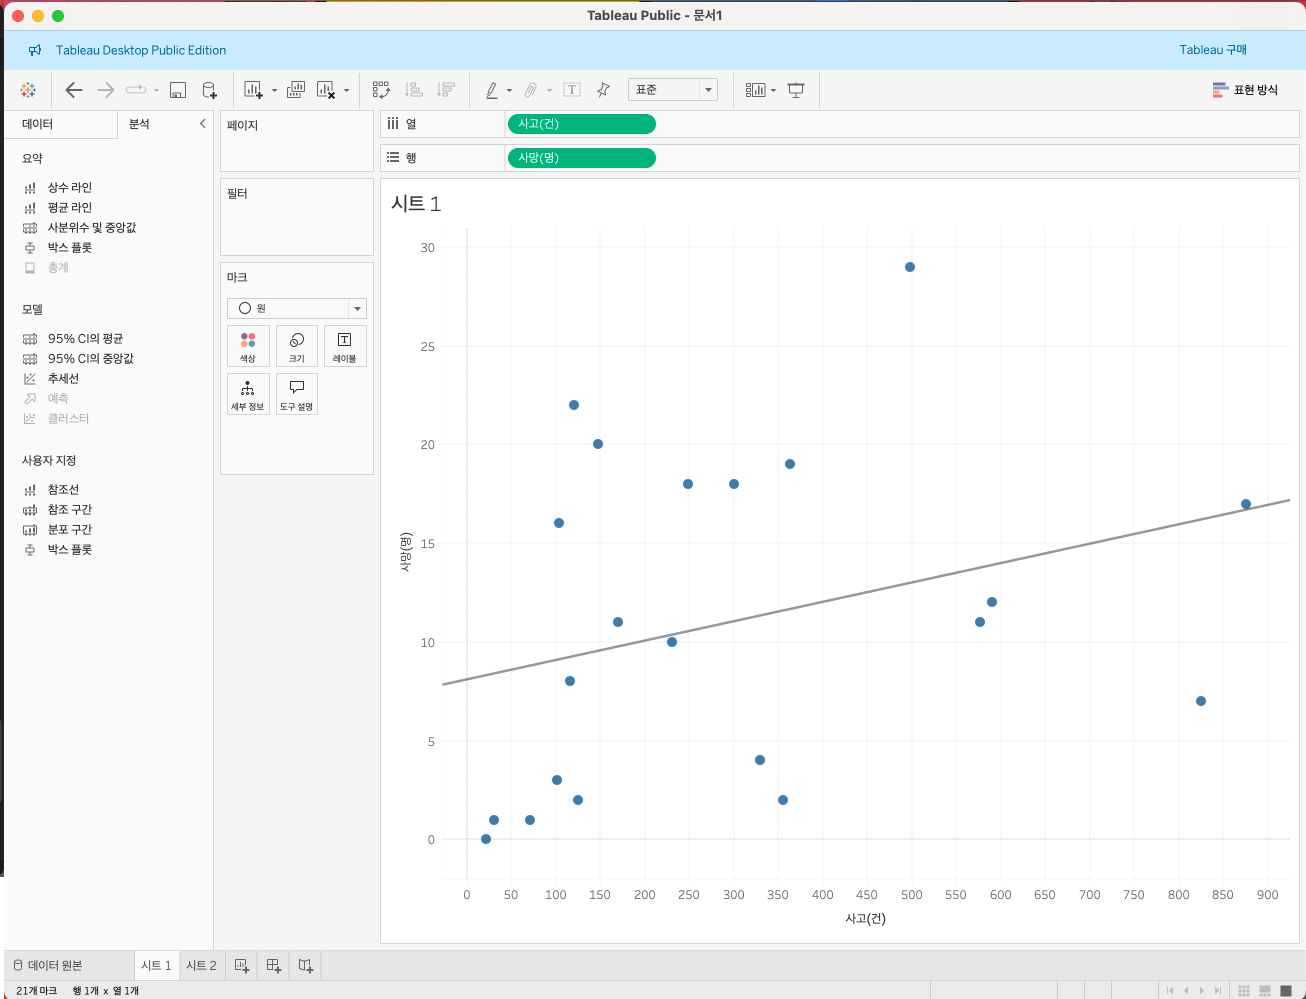 Tableau Public - 문서1
Tableau Desktop Public Edition
Tableau 구매
표준
표현 방식
데이터
분석
요약
상수 라인
평균 라인
사분위수 및 중앙값
박스 플롯
총계
모델
95% CI의 평균
95% CI의 중앙값
추세선
예측
클러스터
사용자 지정
참조선
참조 구간
분포 구간
박스 플롯
페이지
필터
마크
원
색상
크기
레이블
세부 정보
도구 설명
열
사고(건)
행
사망(명)
시트 1
30
25
20
15
10
5
0
사망(명)
0 50 100 150 200 250 300 350 400 450 500 550 600 650 700 750 800 850 900
사고(건)
데이터 원본
시트 1
시트 2
21개 마크 행 1개 x 열 1개